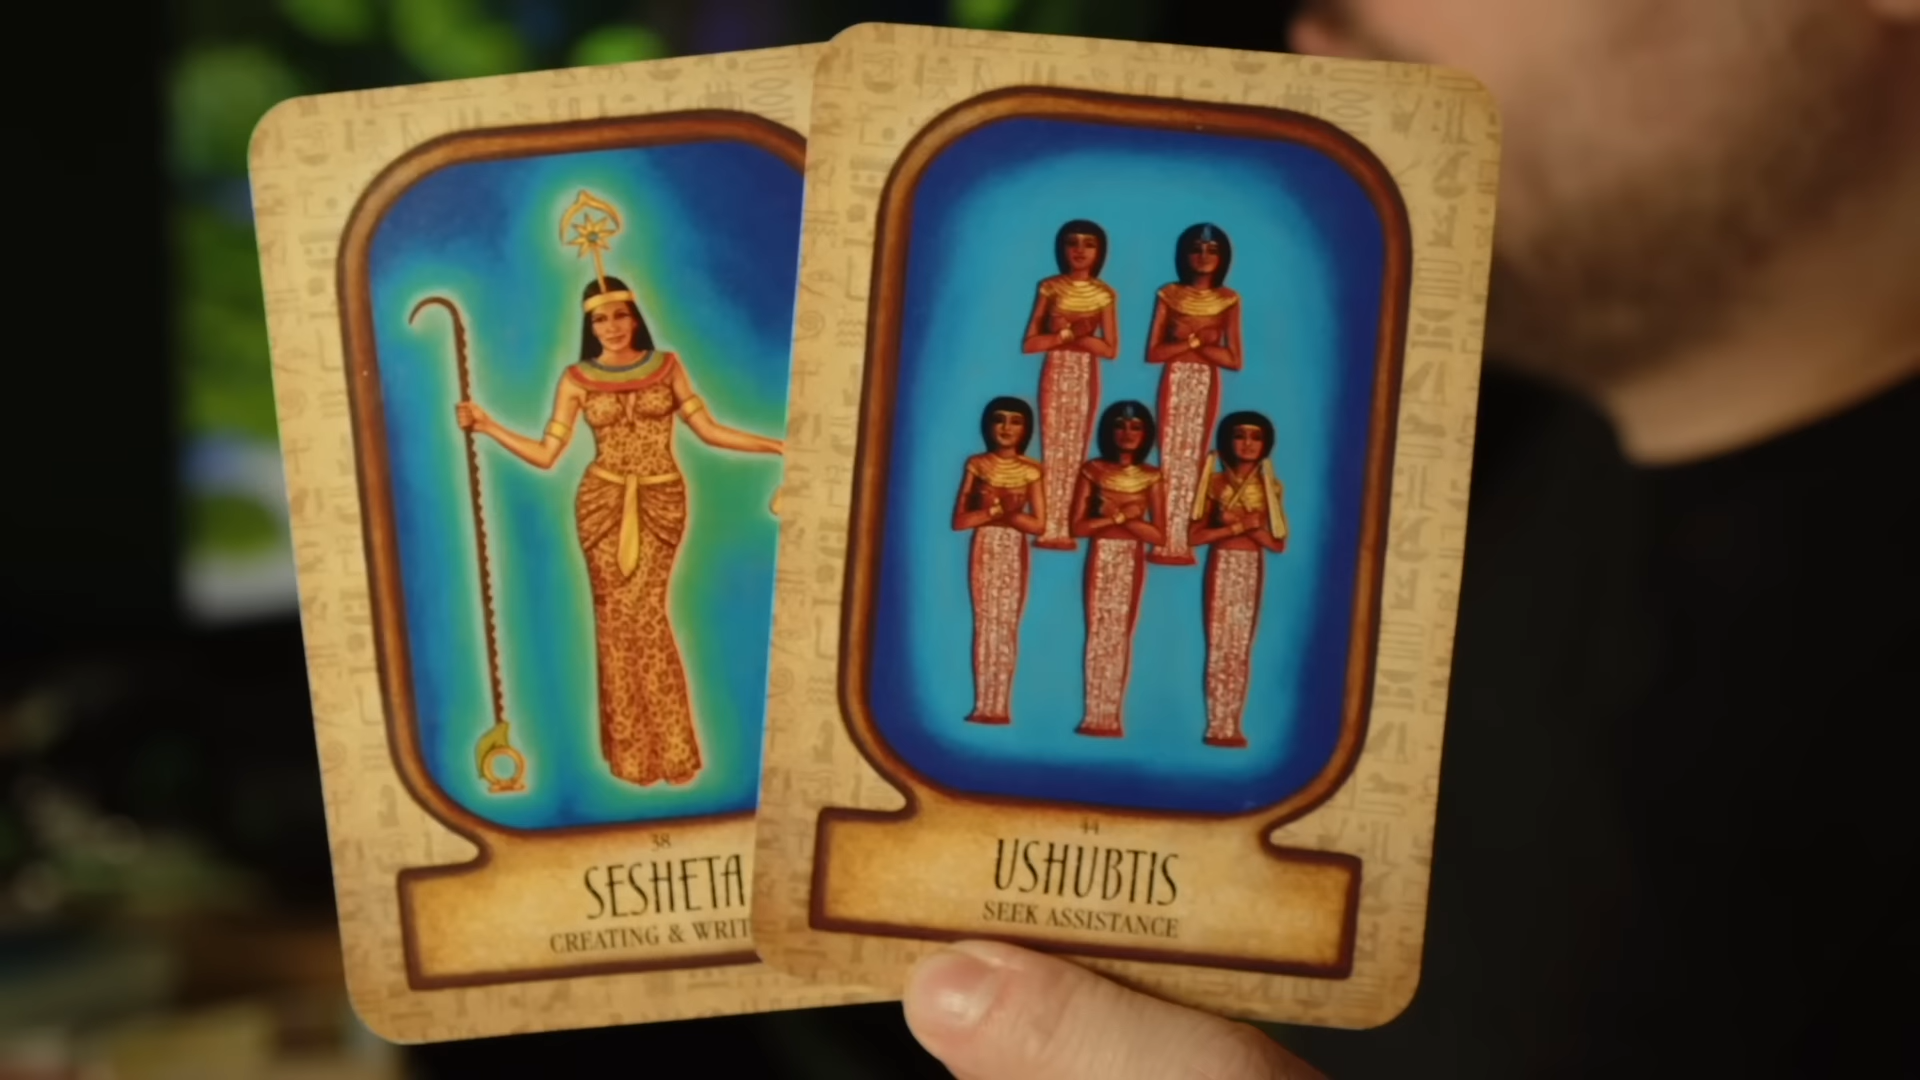 38
SESHETA
CREATING & WRIT
44
USHUBTIS
SEEK ASSISTANCE